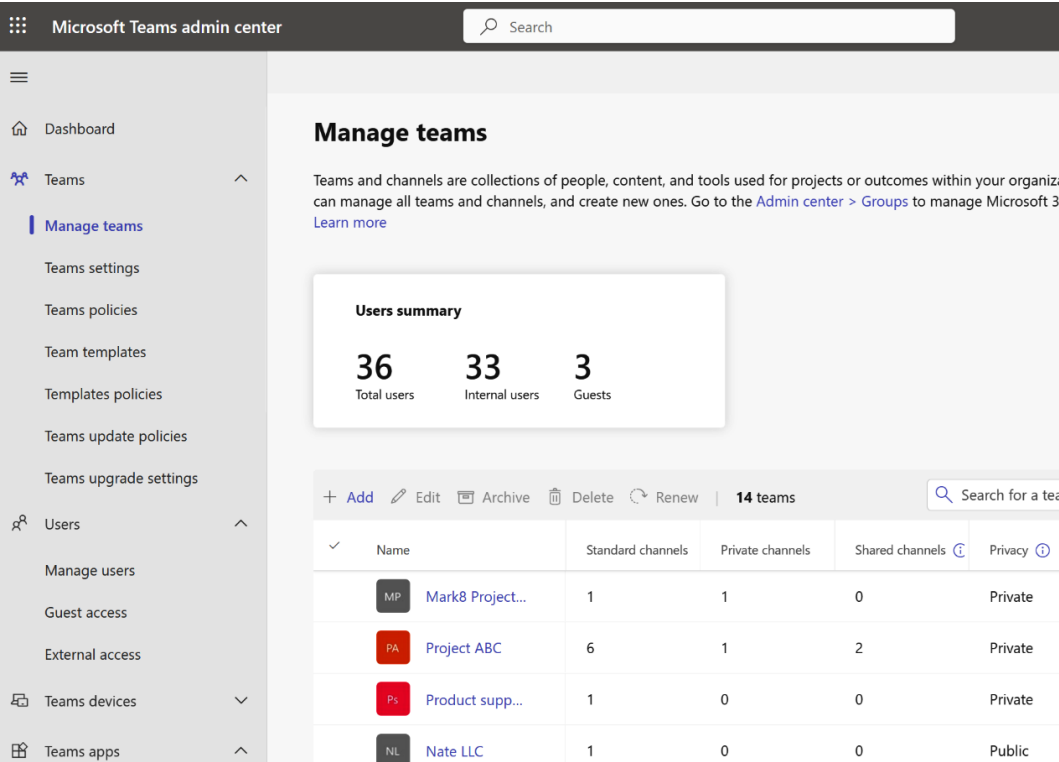 Microsoft Teams admin center
Search
Dashboard
Teams
Manage teams
Teams settings
Teams policies
Team templates
Templates policies
Teams update policies
Teams upgrade settings
Users
Manage users
Guest access
External access
Teams devices
Teams apps
Manage teams
Teams and channels are collections of people, content, and tools used for projects or outcomes within your
can manage all teams and channels, and create new ones. Go to the Admin center > Groups to manage Microsoft
Learn more
Users summary
36 33 3
Total users Internal users Guests
+ Add Edit Archive Delete Renew | 14 teams Search for a
Name Standard channels Private channels Shared channels Privacy
MP Mark8 Project... 1 1 0 Private
PA Project ABC 6 1 2 Private
Ps Product supp... 1 0 0 Private
NL Nate LLC 1 0 0 Public